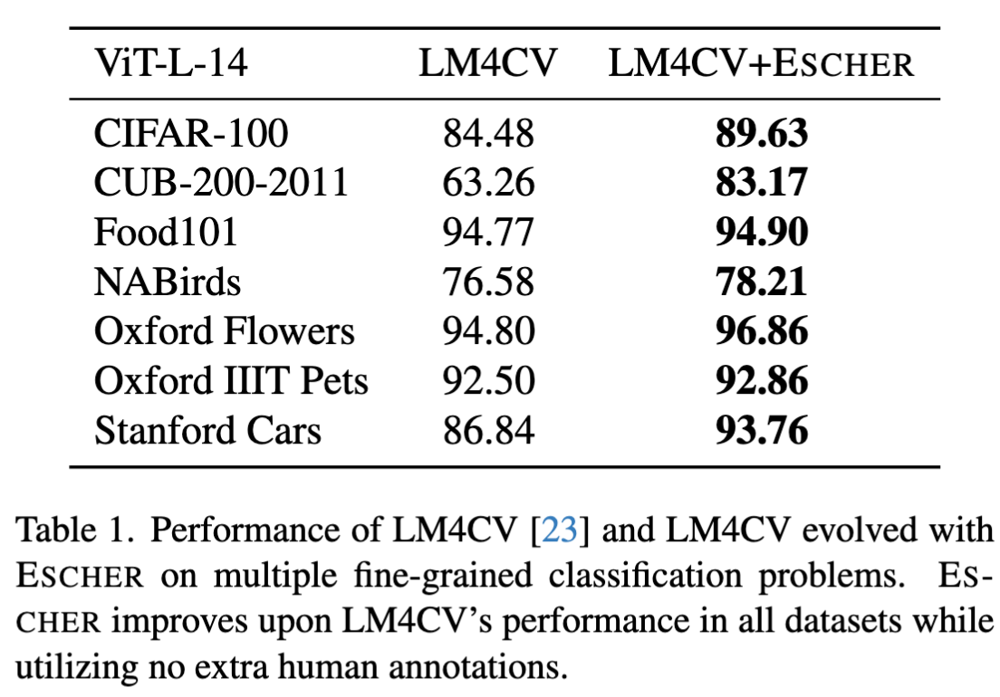 ViT-L-14 LM4CV LM4CV+ESCHER
CIFAR-100 84.48 89.63
CUB-200-2011 63.26 83.17
Food101 94.77 94.90
NABirds 76.58 78.21
Oxford Flowers 94.80 96.86
Oxford IIIT Pets 92.50 92.86
Stanford Cars 86.84 93.76
Table 1. Performance of LM4CV [23] and LM4CV evolved with
ESCHER on multiple fine-grained classification problems. ES-
CHER improves upon LM4CV’s performance in all datasets while
utilizing no extra human annotations.